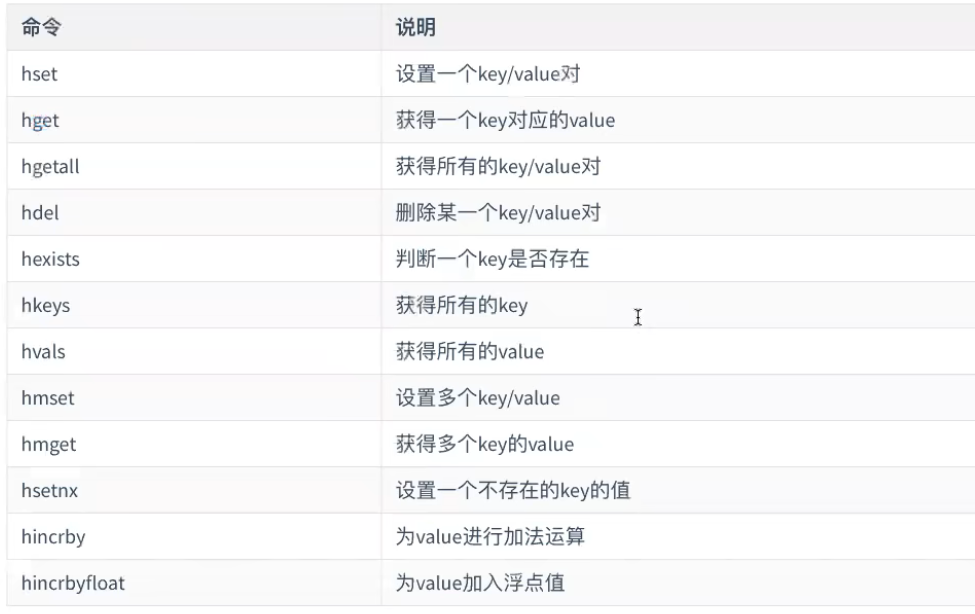 命令 说明
hset 设置一个key/value对
hget 获得一个key对应的value
hgetall 获得所有的key/value对
hdel 删除某一个key/value对
hexists 判断一个key是否存在
hkeys 获得所有的key
hvals 获得所有的value
hmset 设置多个key/value
hmget 获得多个key的value
hsetnx 设置一个不存在的key的值
hincrby 为value进行加法运算
hincrbyfloat 为value加入浮点值